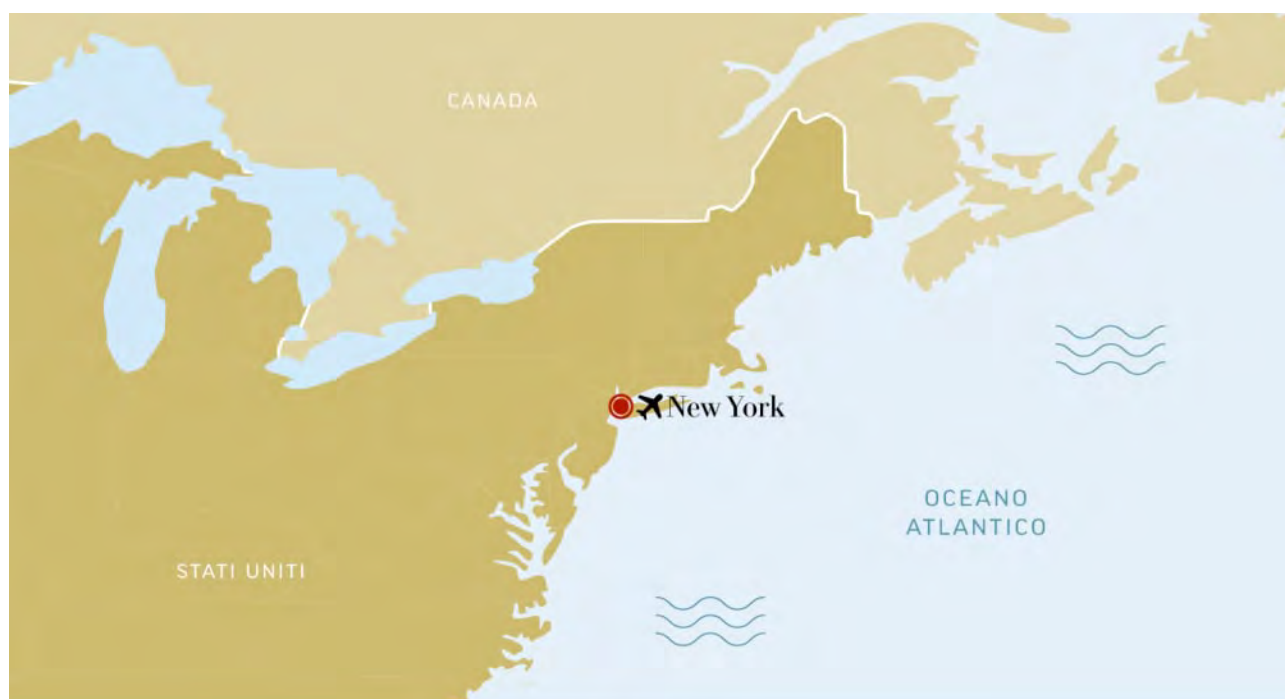 CANADA
New York
OCEANO
ATLANTICO
STATI UNITI